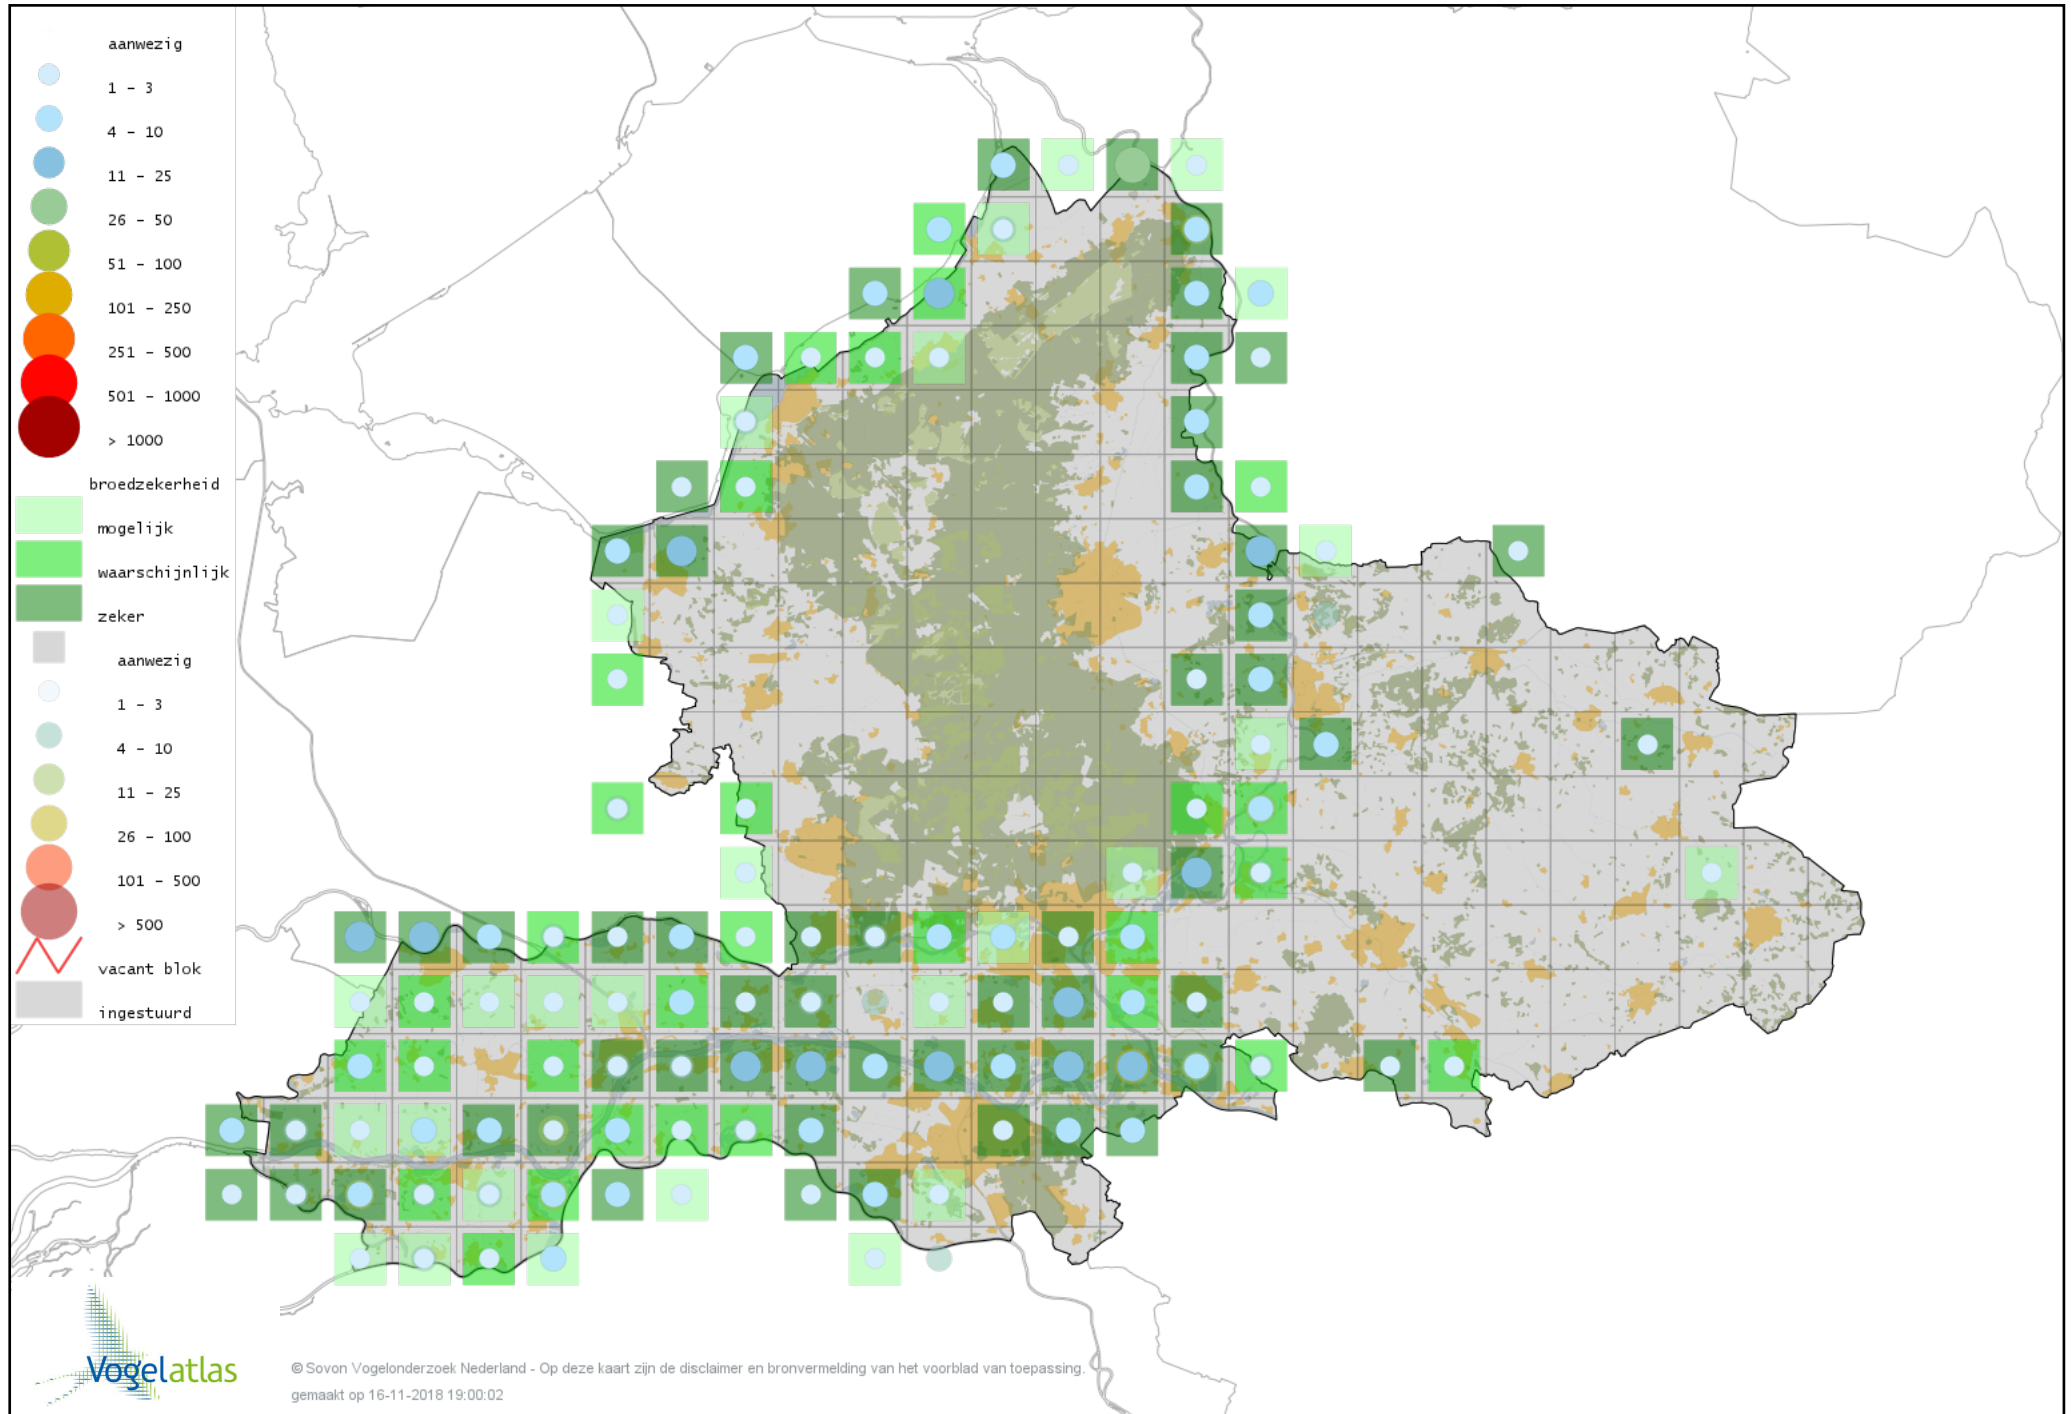 aanwezig
1 - 3
4 - 10
11 - 25
26 - 50
51 - 100
101 - 250
251 - 500
501 - 1000
> 1000
broedzekerheid
mogelijk
waarschijnlijk
zeker
aanwezig
1 - 3
4 - 10
11 - 25
26 - 100
101 - 500
> 500
vacant blok
ingestuurd
Vogelatlas
© Sovon Vogelonderzoek Nederland - Op deze kaart zijn de disclaimer en bronvermelding van het voorblad van toepassing.
gemaakt op 16-11-2018 19:00:02